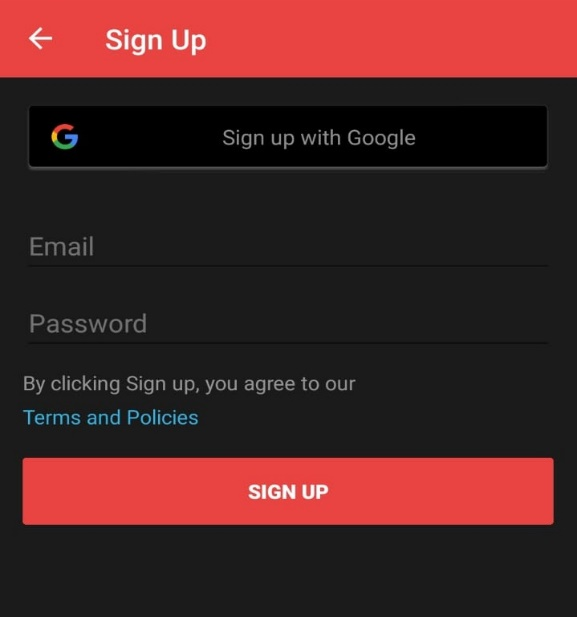 Sign Up
Sign up with Google
Email
Password
By clicking Sign up, you agree to our
Terms and Policies
SIGN UP